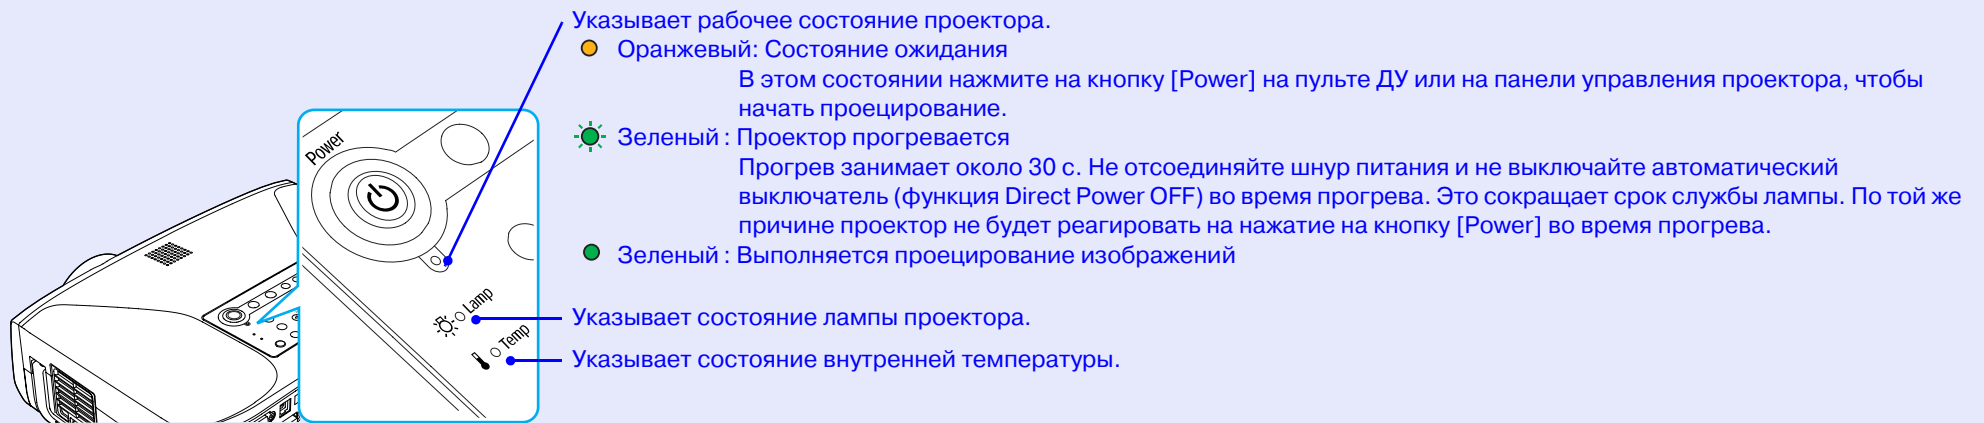 Указывает рабочее состояние проектора.
Оранжевый: Состояние ожидания
В этом состоянии нажмите на кнопку [Power] на пульте ДУ или на панели управления проектора, чтобы
начать проецирование.
Зеленый : Проектор прогревается
Прогрев занимает около 30 с. Не отсоединяйте шнур питания и не выключайте автоматический
выключатель (функция Direct Power OFF) во время прогрева. Это сокращает срок службы лампы. По той же
причине проектор не будет реагировать на нажатие на кнопку [Power] во время прогрева.
Зеленый : Выполняется проецирование изображений
Power
Lamp
Указывает состояние лампы проектора.
Temp
Указывает состояние внутренней температуры.